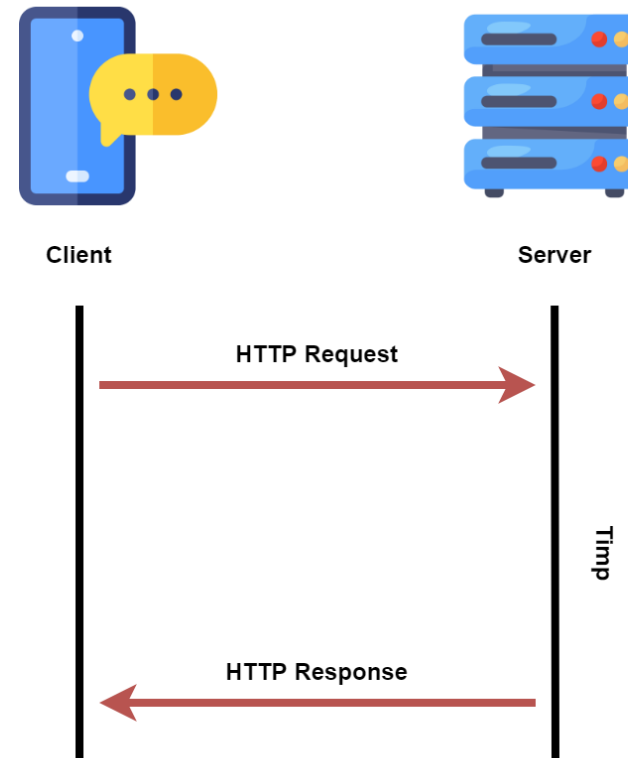 Client
Server
HTTP Request
Timp
HTTP Response